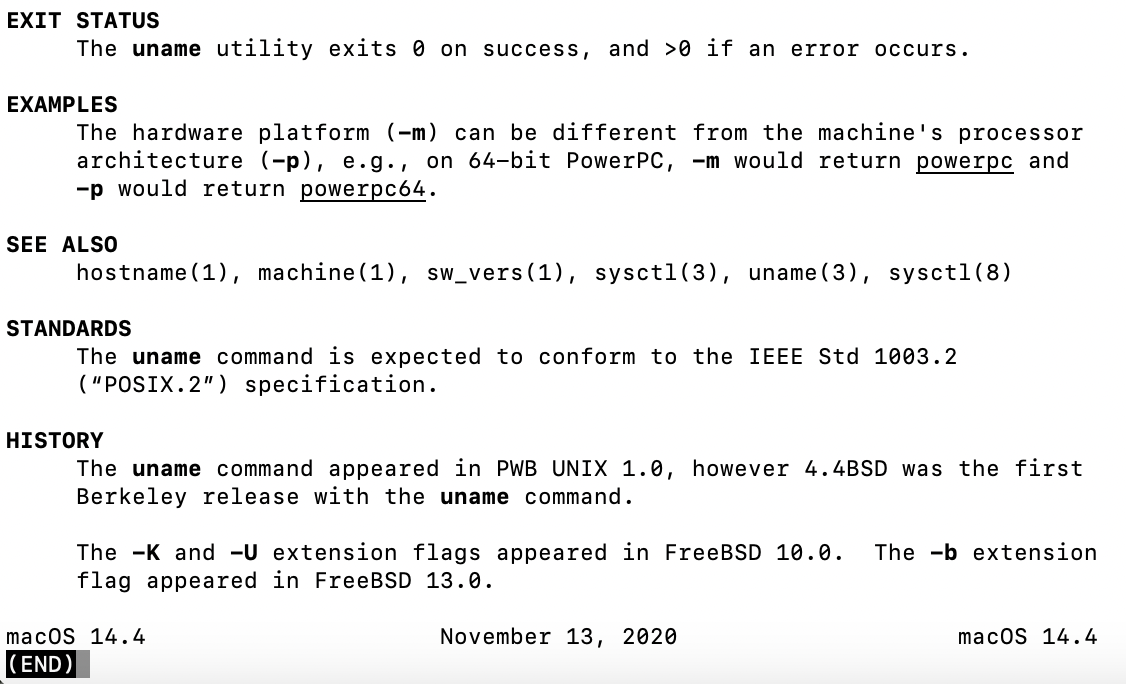 EXIT STATUS
The uname utility exits 0 on success, and >0 if an error occurs.
EXAMPLES
The hardware platform (–m) can be different from the machine's processor
architecture (–p), e.g., on 64–bit PowerPC, –m would return powerpc and
–p would return powerpc64.
SEE ALSO
hostname(1), machine(1), sw_vers(1), sysctl(3), uname(3), sysctl(8)
STANDARDS
The uname command is expected to conform to the IEEE Std 1003.2
(“POSIX.2”) specification.
HISTORY
The uname command appeared in PWB UNIX 1.0, however 4.4BSD was the first
Berkeley release with the uname command.
The –K and –U extension flags appeared in FreeBSD 10.0.  The –b extension
flag appeared in FreeBSD 13.0.
macOS 14.4 November 13, 2020 macOS 14.4
(END)